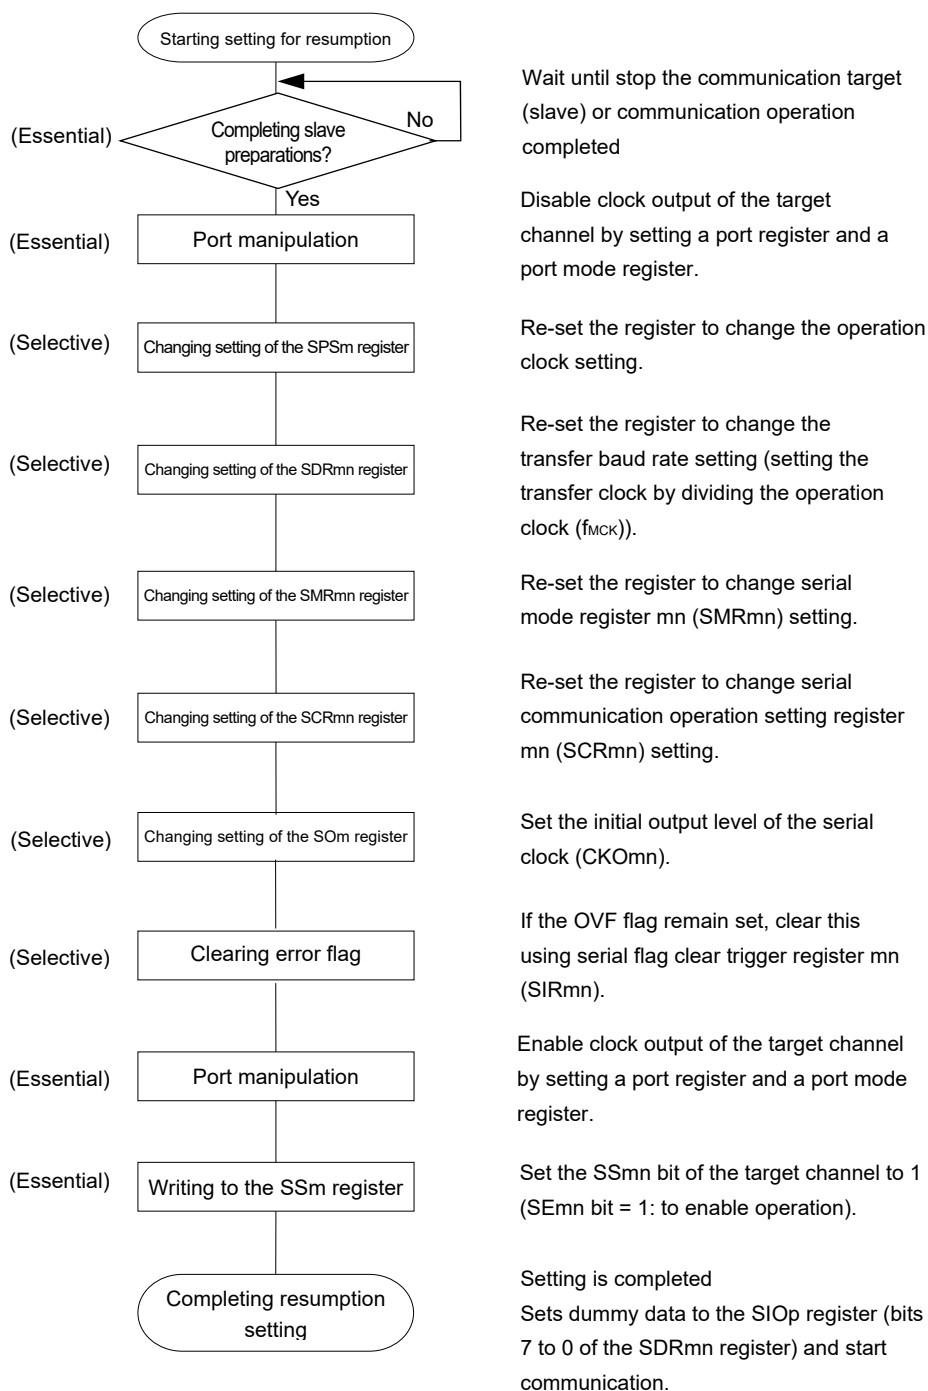 Starting setting for resumption
Wait until stop the communication target
(slave) or communication operation
completed
(Essential)
Completing slave
preparations?
No
Yes
(Essential)
Port manipulation
Disable clock output of the target
channel by setting a port register and a
port mode register.
(Selective)
Changing setting of the SPSm register
Re-set the register to change the operation
clock setting.
(Selective)
Changing setting of the SDRmn register
Re-set the register to change the
transfer baud rate setting (setting the
transfer clock by dividing the operation
clock (fMCK)).
(Selective)
Changing setting of the SMRmn register
Re-set the register to change serial
mode register mn (SMRmn) setting.
(Selective)
Changing setting of the SCRmn register
Re-set the register to change serial
communication operation setting register
mn (SCRmn) setting.
(Selective)
Changing setting of the SOm register
Set the initial output level of the serial
clock (CKOmn).
(Selective)
Clearing error flag
If the OVF flag remain set, clear this
using serial flag clear trigger register mn
(SIRmn).
(Essential)
Port manipulation
Enable clock output of the target channel
by setting a port register and a port mode
register.
(Essential)
Writing to the SSm register
Set the SSmn bit of the target channel to 1
(SEmn bit = 1: to enable operation).
Completing resumption
setting
Setting is completed
Sets dummy data to the SIOp register (bits
7 to 0 of the SDRmn register) and start
communication.